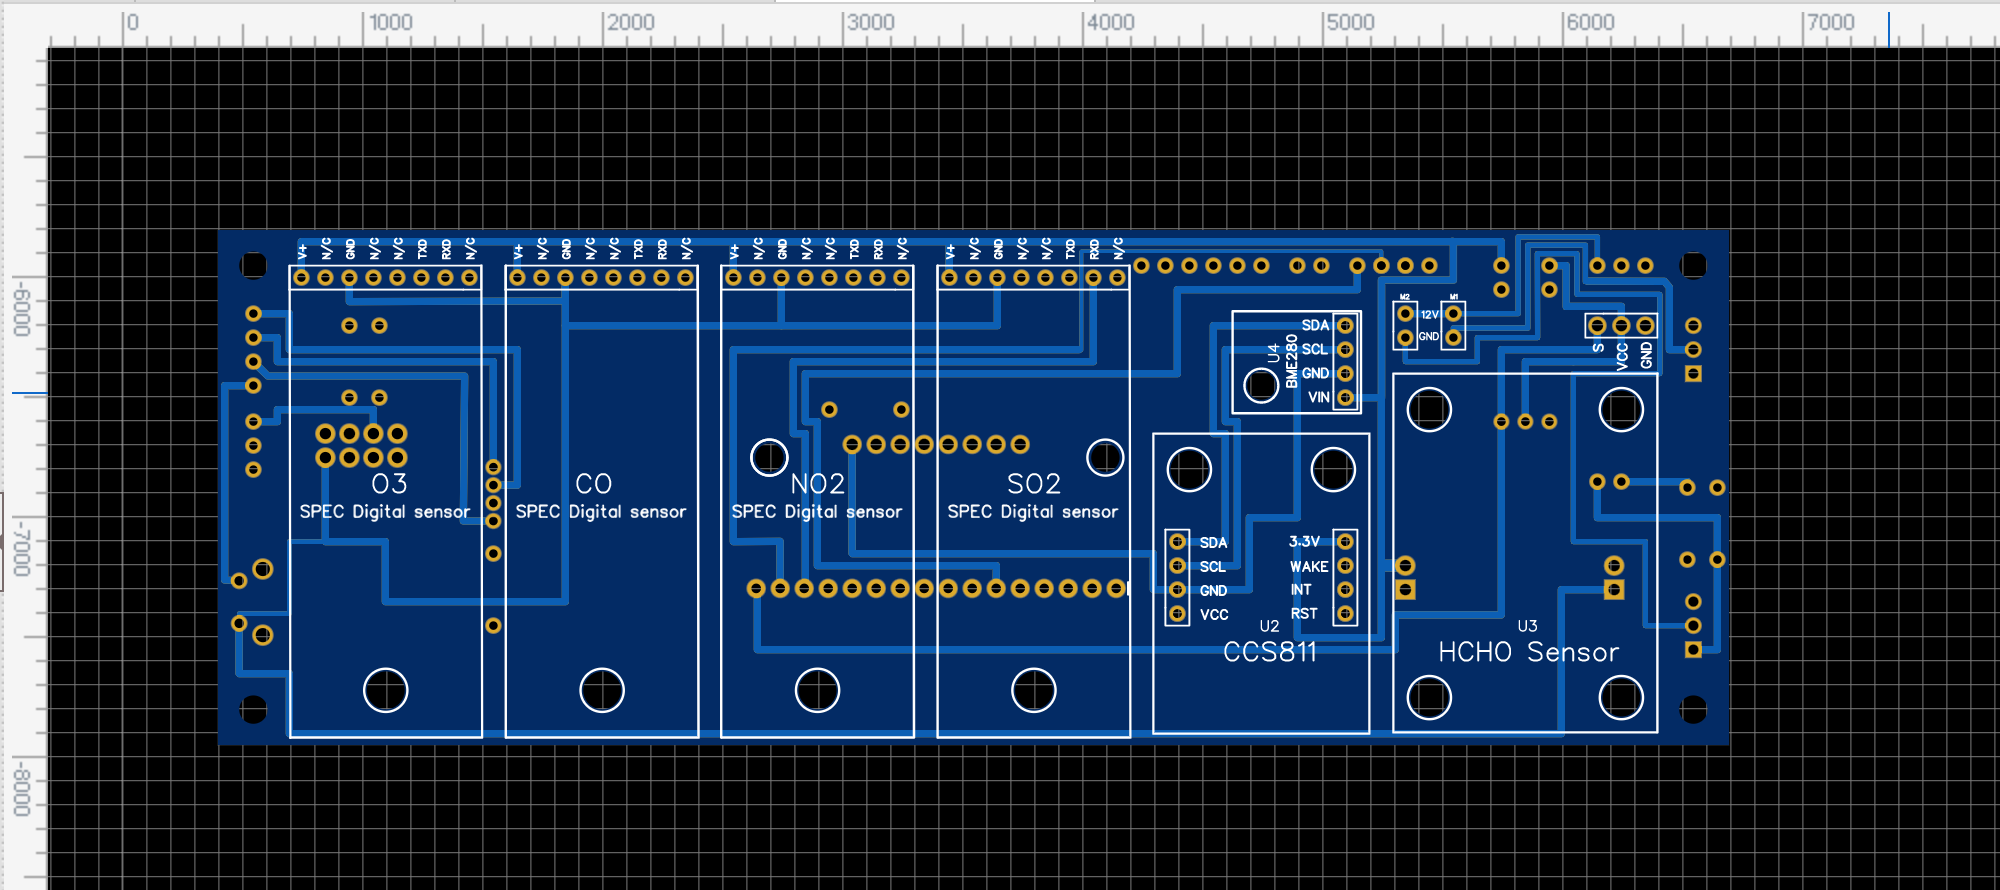 0 1000 2000 3000 4000 5000 6000 7000
-6000
-7000
-8000
V+ N/C GND N/C N/C TXD RXD N/C
V+ N/C GND N/C N/C TXD RXD N/C
V+ N/C GND N/C N/C TXD RXD N/C
V+ N/C GND N/C N/C TXD RXD N/C
O3
SPEC Digital sensor
CO
SPEC Digital sensor
NO2
SPEC Digital sensor
SO2
SPEC Digital sensor
U4
BME280
SDA
SCL
GND
VIN
M2 M1
12V
GND
S VCC GND
SDA
SCL
GND
VCC
3.3V
WAKE
INT
RST
U2
CCS811
U3
HCHO Sensor